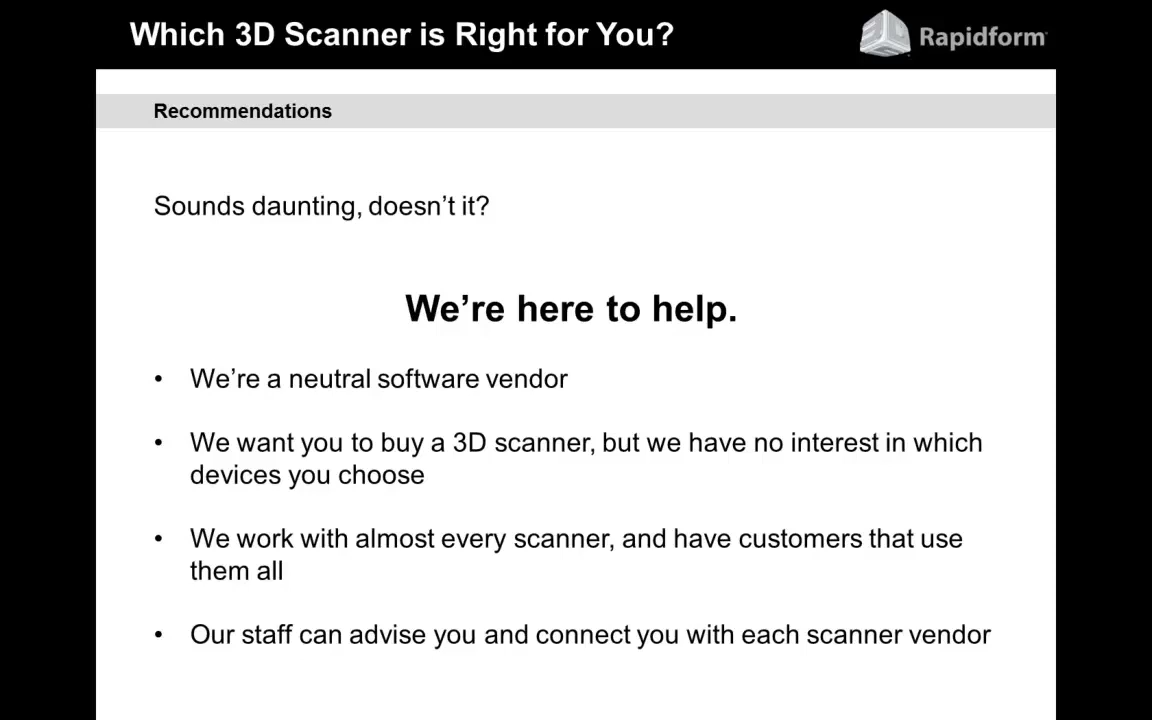 Which 3D Scanner is Right for You?
Rapidform
Recommendations
Sounds daunting, doesn’t it?
We’re here to help.
• We’re a neutral software vendor
• We want you to buy a 3D scanner, but we have no interest in which
devices you choose
• We work with almost every scanner, and have customers that use
them all
• Our staff can advise you and connect you with each scanner vendor